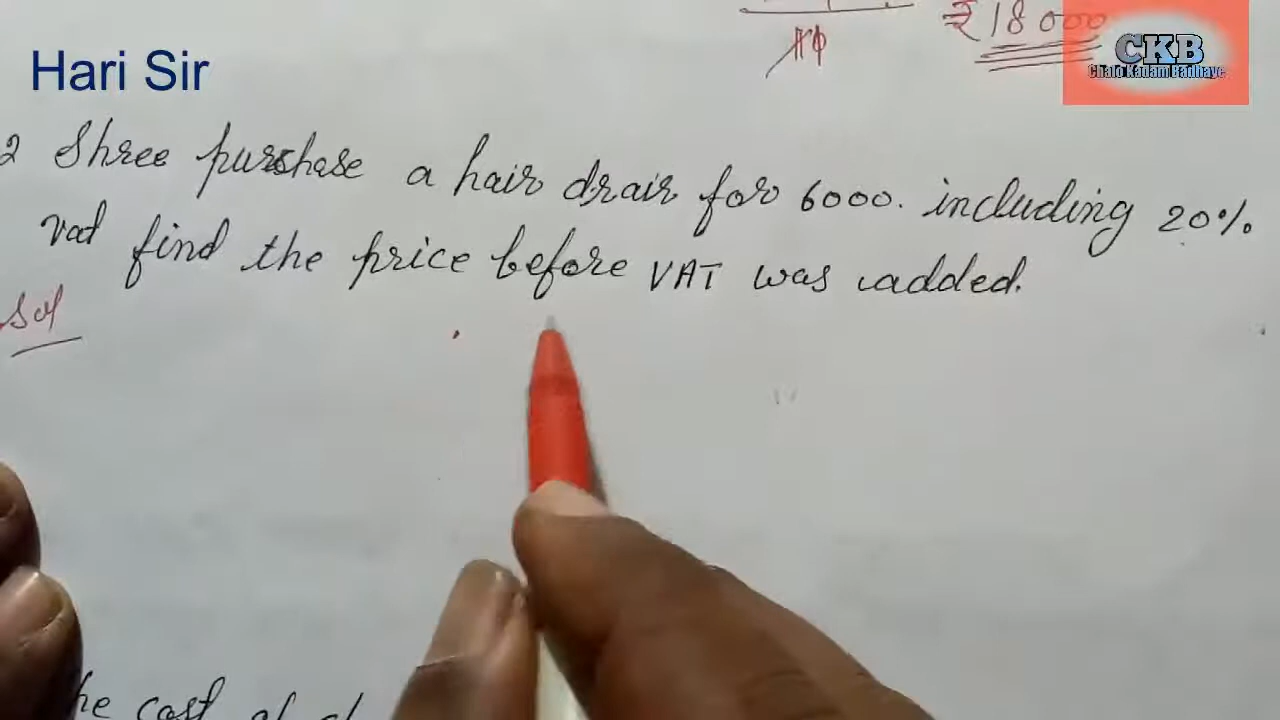 ₹18000
CKB
Chalo Kadam Badhaye
Hari Sir
2 Shree purchase a hair drair for 6000. including 20%
vat find the price before VAT was added.
Sol
he cost of